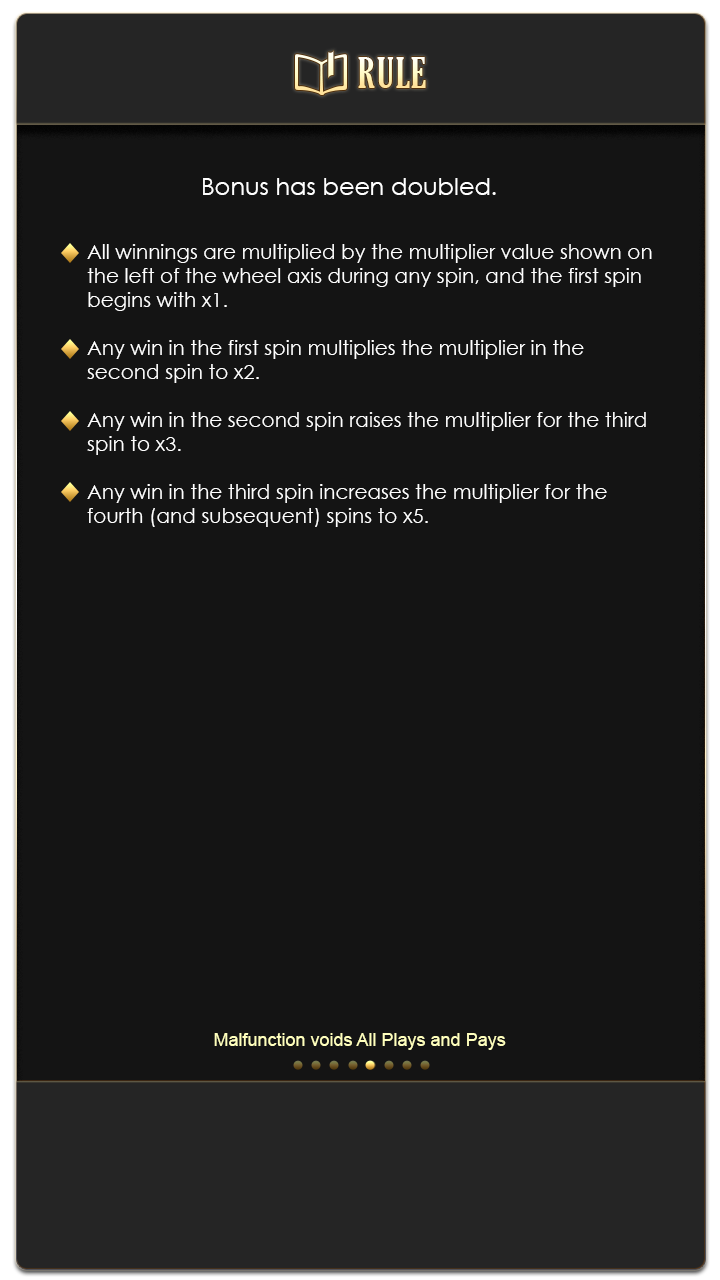 RULE
Bonus has been doubled.
All winnings are multiplied by the multiplier value shown on
the left of the wheel axis during any spin, and the first spin
begins with x1.
Any win in the first spin multiplies the multiplier in the
second spin to x2.
Any win in the second spin raises the multiplier for the third
spin to x3.
Any win in the third spin increases the multiplier for the
fourth (and subsequent) spins to x5.
Malfunction voids All Plays and Pays